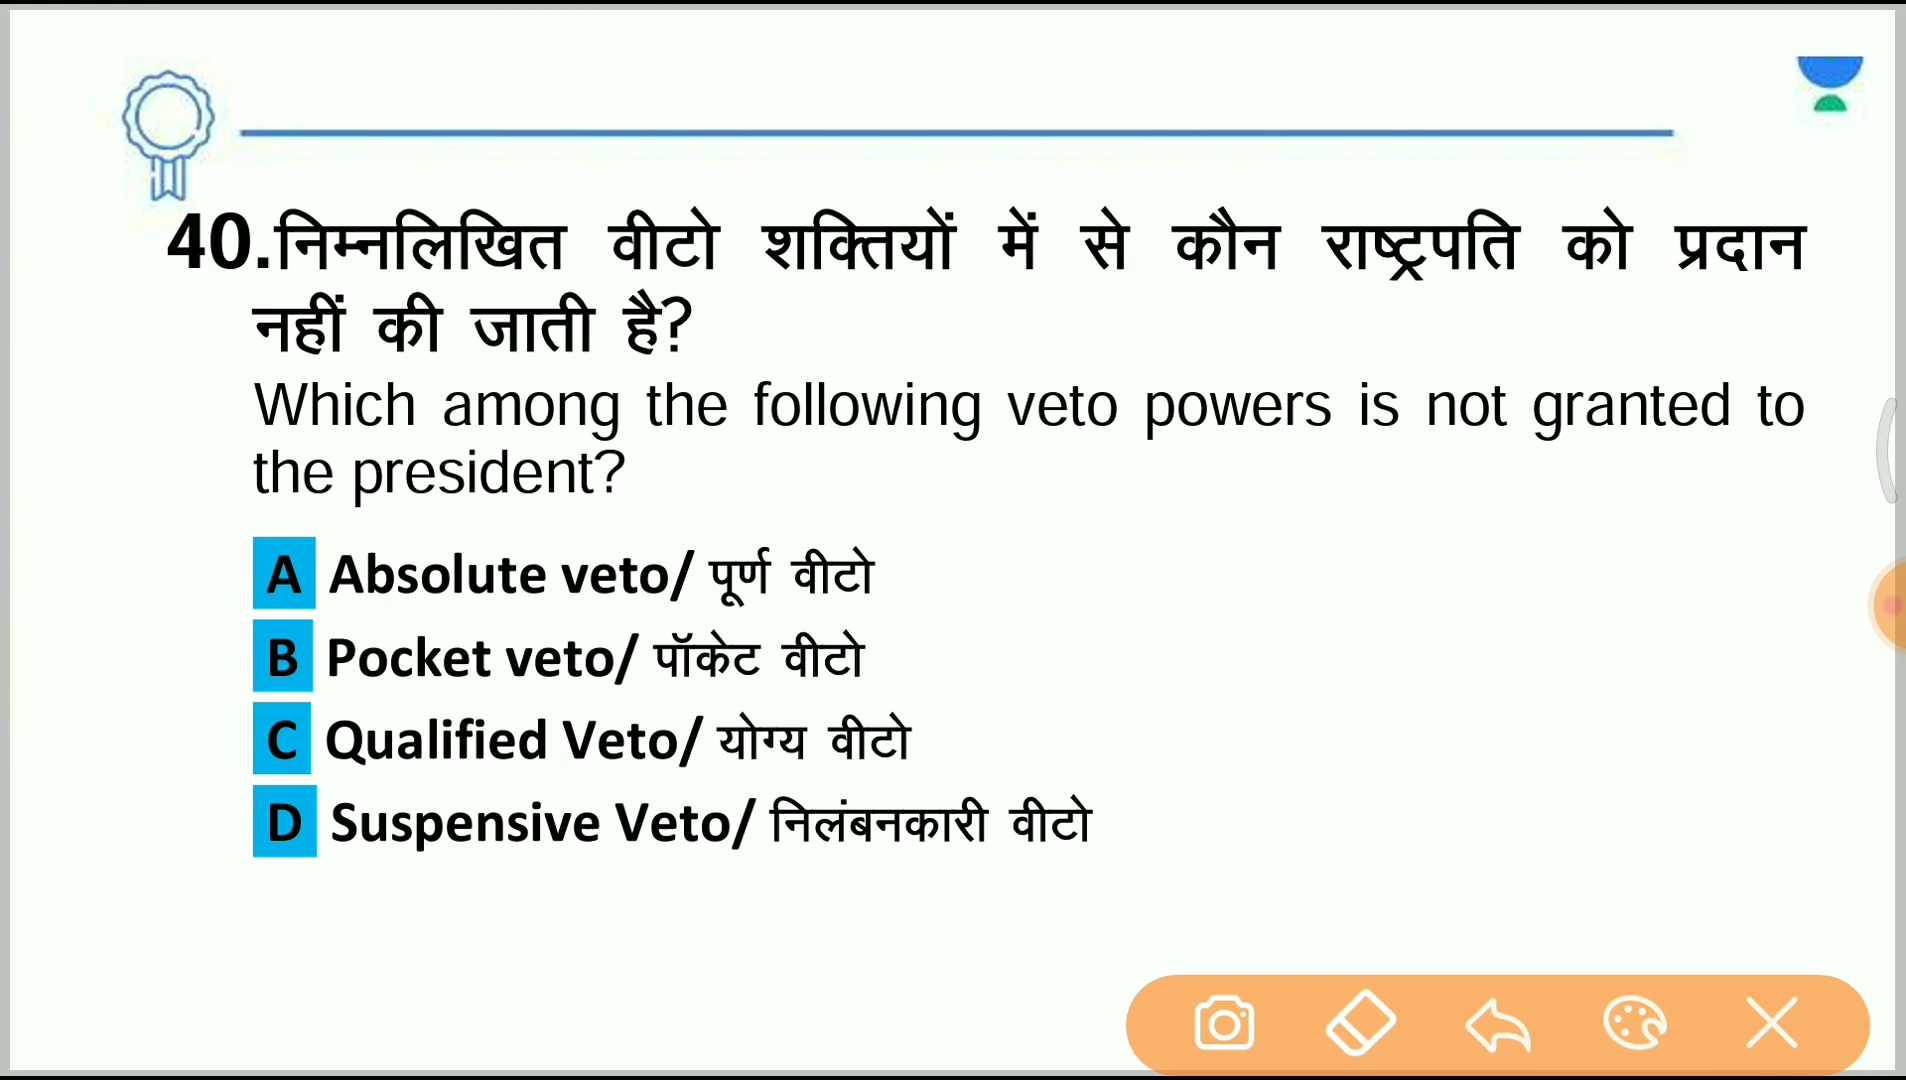 40.निम्नलिखित वीटो शक्तियों में से कौन राष्ट्रपति को प्रदान
नहीं की जाती है?
Which among the following veto powers is not granted to
the president?
A Absolute veto/ पूर्ण वीटो
B Pocket veto/ पॉकेट वीटो
C Qualified Veto/ योग्य वीटो
D Suspensive Veto/ निलंबनकारी वीटो